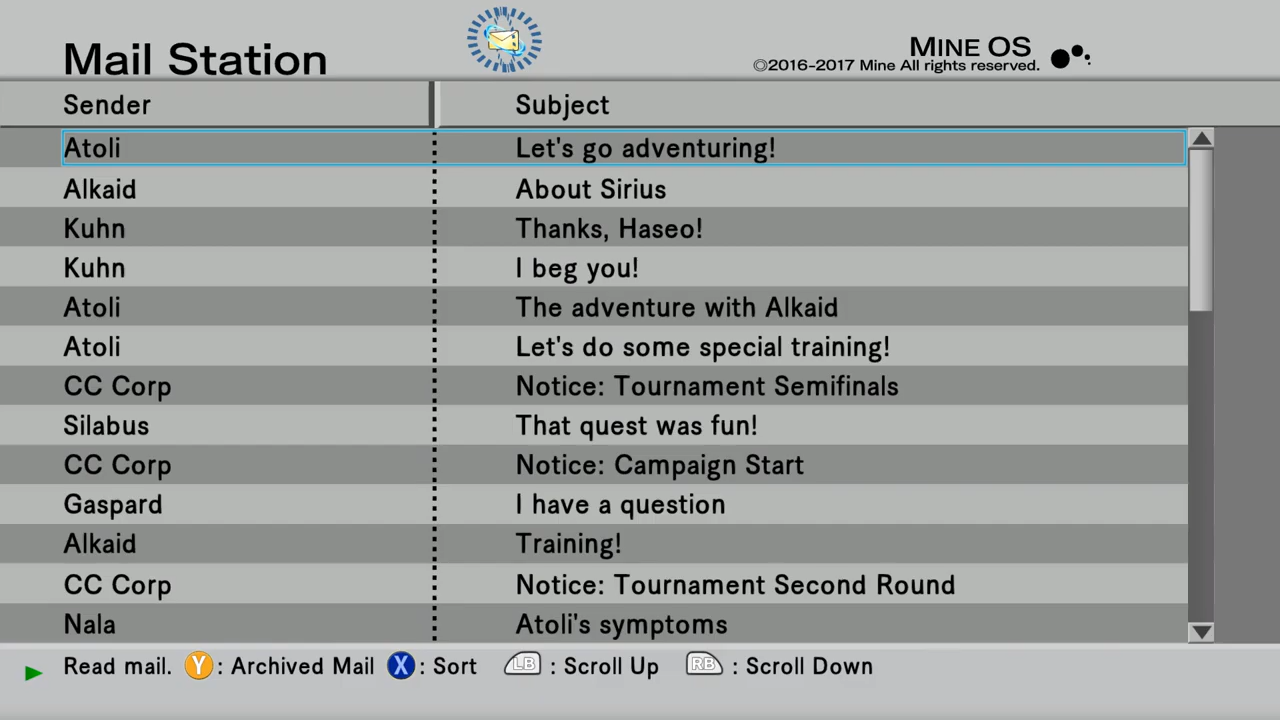 Mail Station
MINE OS
©2016-2017 Mine All rights reserved.
Sender Subject
Atoli Let's go adventuring!
Alkaid About Sirius
Kuhn Thanks, Haseo!
Kuhn I beg you!
Atoli The adventure with Alkaid
Atoli Let's do some special training!
CC Corp Notice: Tournament Semifinals
Silabus That quest was fun!
CC Corp Notice: Campaign Start
Gaspard I have a question
Alkaid Training!
CC Corp Notice: Tournament Second Round
Nala Atoli's symptoms
Read mail. Y : Archived Mail X : Sort LB : Scroll Up RB : Scroll Down